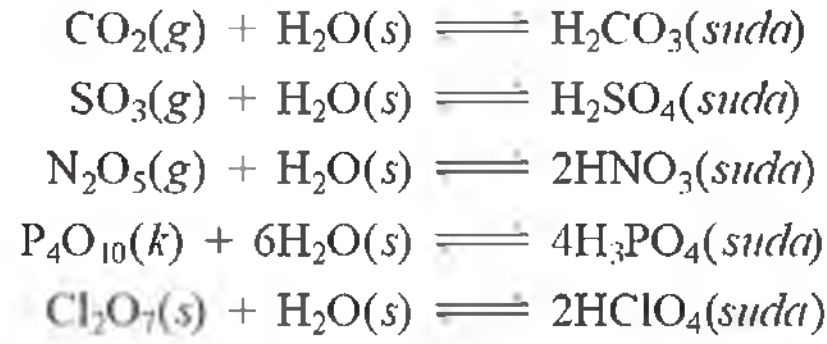 CO₂(g) + H₂O(s) ⇌ H₂CO₃(suda)
SO₃(g) + H₂O(s) ⇌ H₂SO₄(suda)
N₂O₅(g) + H₂O(s) ⇌ 2HNO₃(suda)
P₄O₁₀(k) + 6H₂O(s) ⇌ 4H₃PO₄(suda)
Cl₂O₇(s) + H₂O(s) ⇌ 2HClO₄(suda)